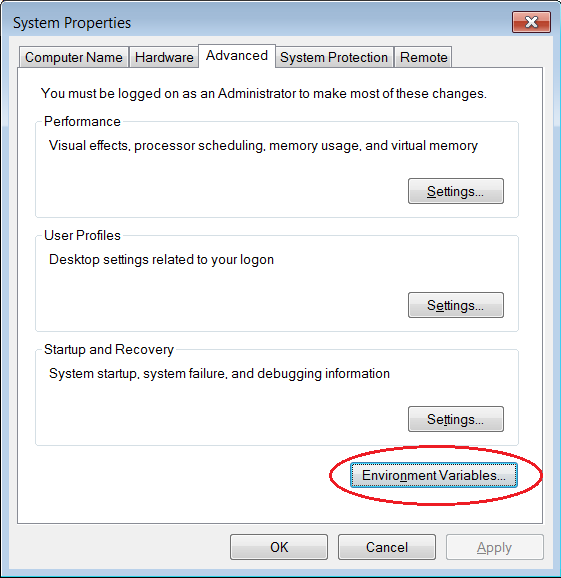 System Properties
Computer Name Hardware Advanced System Protection Remote
You must be logged on as an Administrator to make most of these changes.
Performance
Visual effects, processor scheduling, memory usage, and virtual memory
Settings...
User Profiles
Desktop settings related to your logon
Settings...
Startup and Recovery
System startup, system failure, and debugging information
Settings...
Environment Variables...
OK Cancel Apply